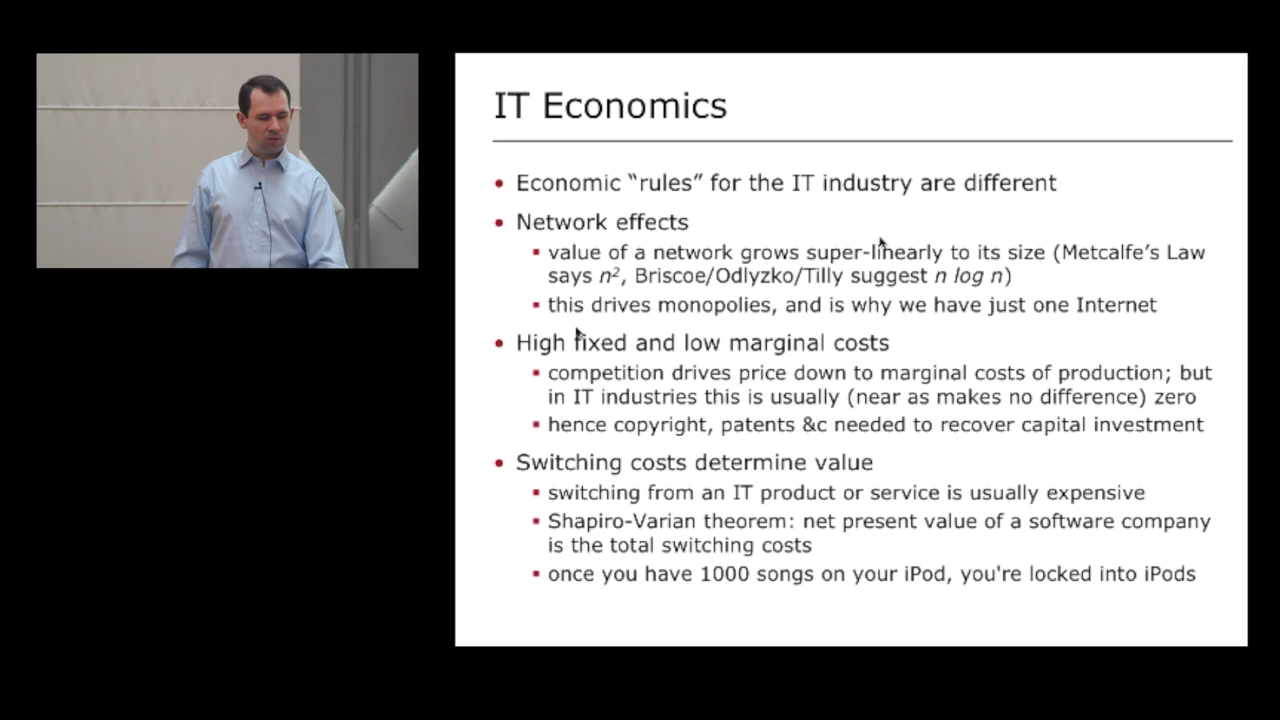 IT Economics
• Economic “rules” for the IT industry are different
• Network effects
▪ value of a network grows super-linearly to its size (Metcalfe’s Law
says n², Briscoe/Odlyzko/Tilly suggest n log n)
▪ this drives monopolies, and is why we have just one Internet
• High fixed and low marginal costs
▪ competition drives price down to marginal costs of production; but
in IT industries this is usually (near as makes no difference) zero
▪ hence copyright, patents &c needed to recover capital investment
• Switching costs determine value
▪ switching from an IT product or service is usually expensive
▪ Shapiro-Varian theorem: net present value of a software company
is the total switching costs
▪ once you have 1000 songs on your iPod, you're locked into iPods